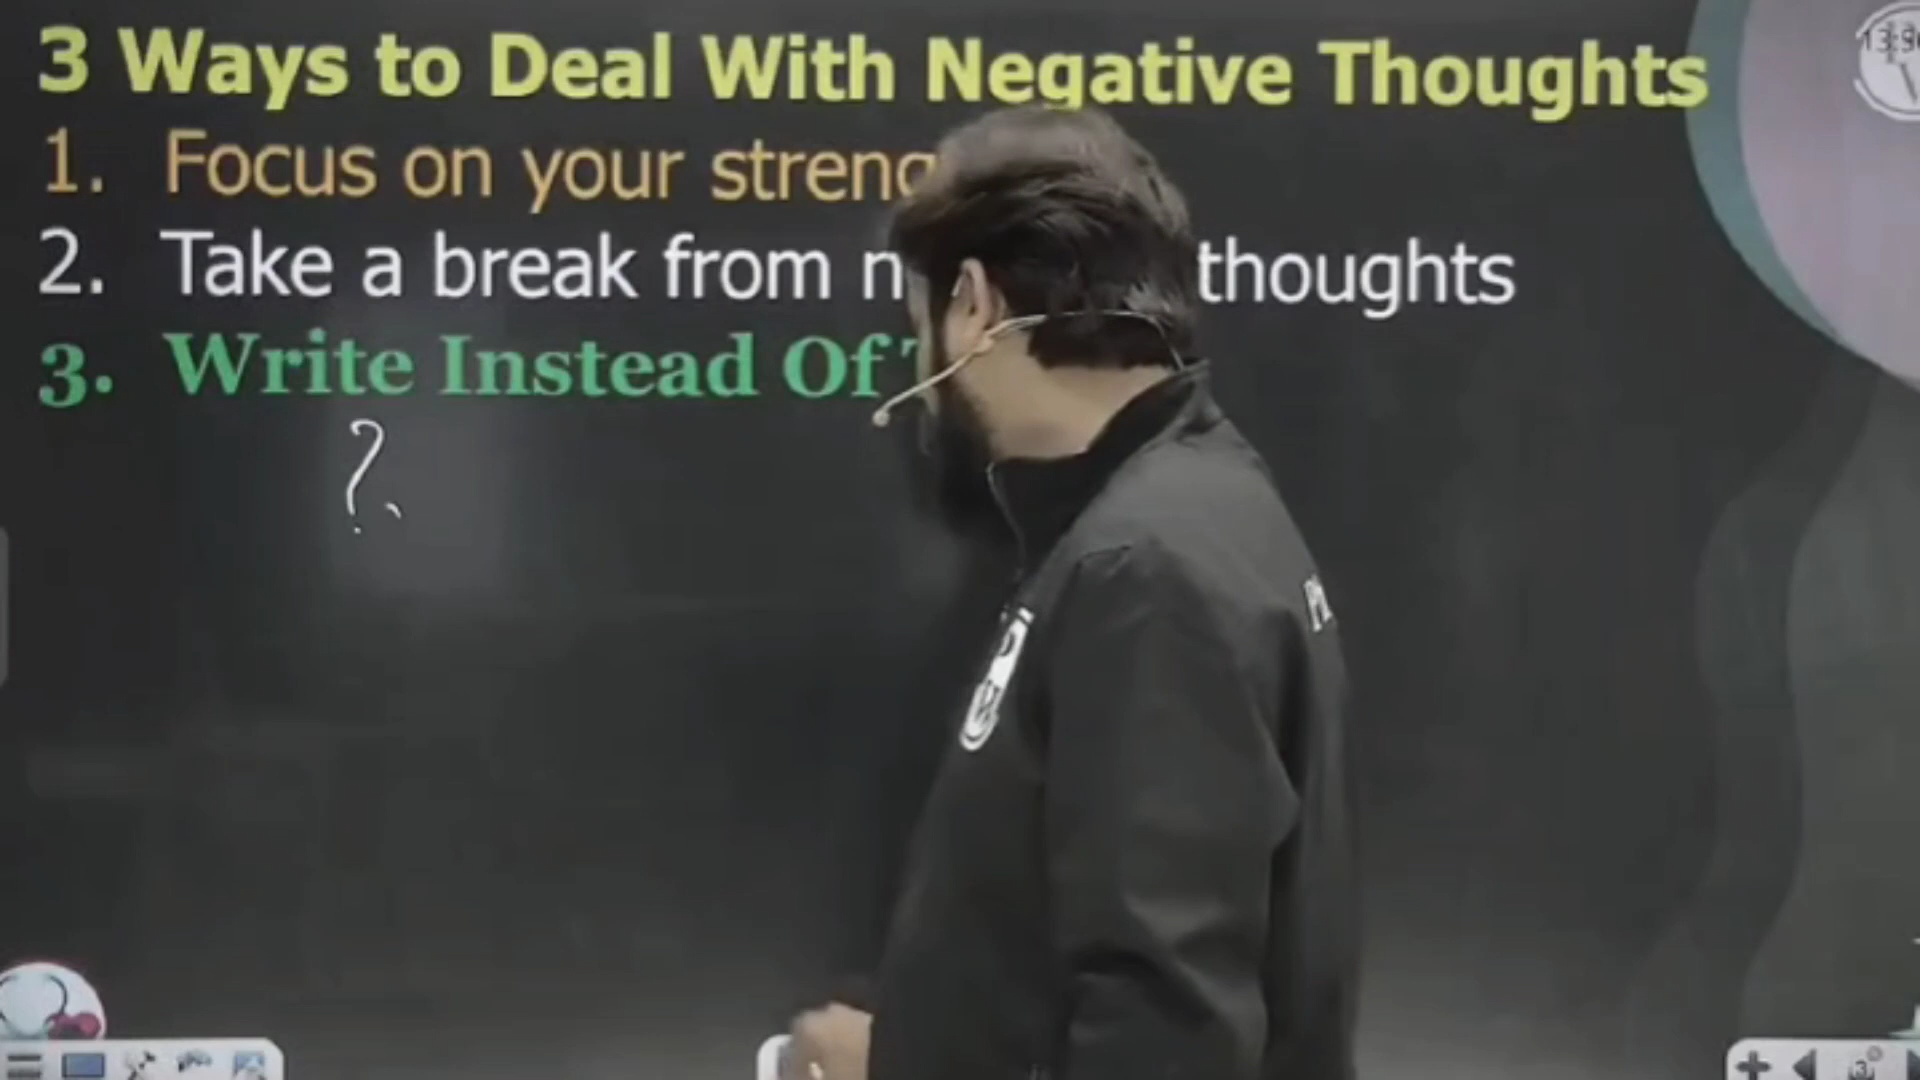 3 Ways to Deal With Negative Thoughts
1. Focus on your
2. Take a break from thoughts
3. Write Instead Of
?